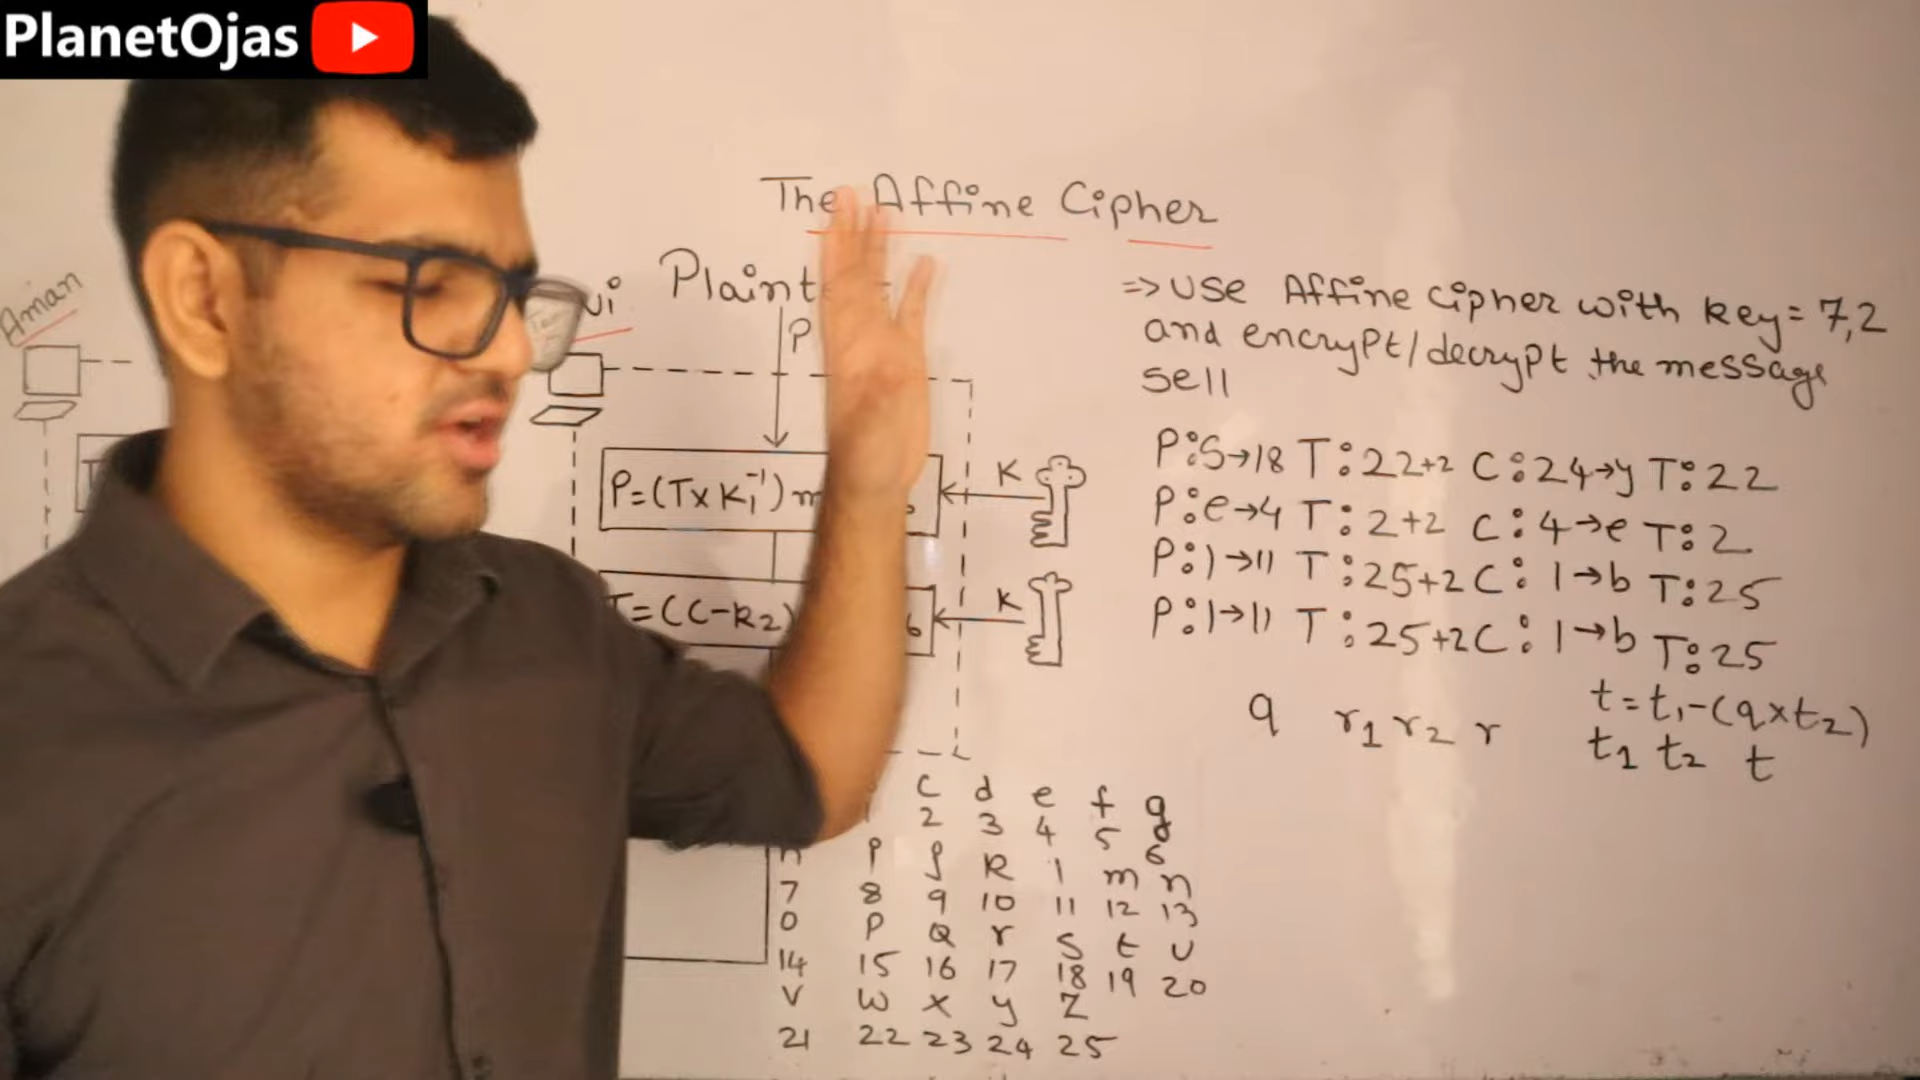 PlanetOjas
The Affine Cipher
Aman
vi
Plaint
P
K
P=(T×K₁⁻¹) m
K
T=(C-K2)
6
=> Use Affine cipher with key= 7,2
and encrypt/decrypt the message
sell
P:S→18 T:22+2 C:24→y T:22
P:e→4 T:2+2 C:4→e T:2
P:l→11 T:25+2 C:1→b T:25
P:l→11 T:25+2 C:1→b T:25
t=t₁-(q×t₂)
q r₁ r₂ r t₁ t₂ t
c d e f g
2 3 4 5 6
h i j k l m n
7 8 9 10 11 12 13
o p q r s t u
14 15 16 17 18 19 20
v w x y z
21 22 23 24 25